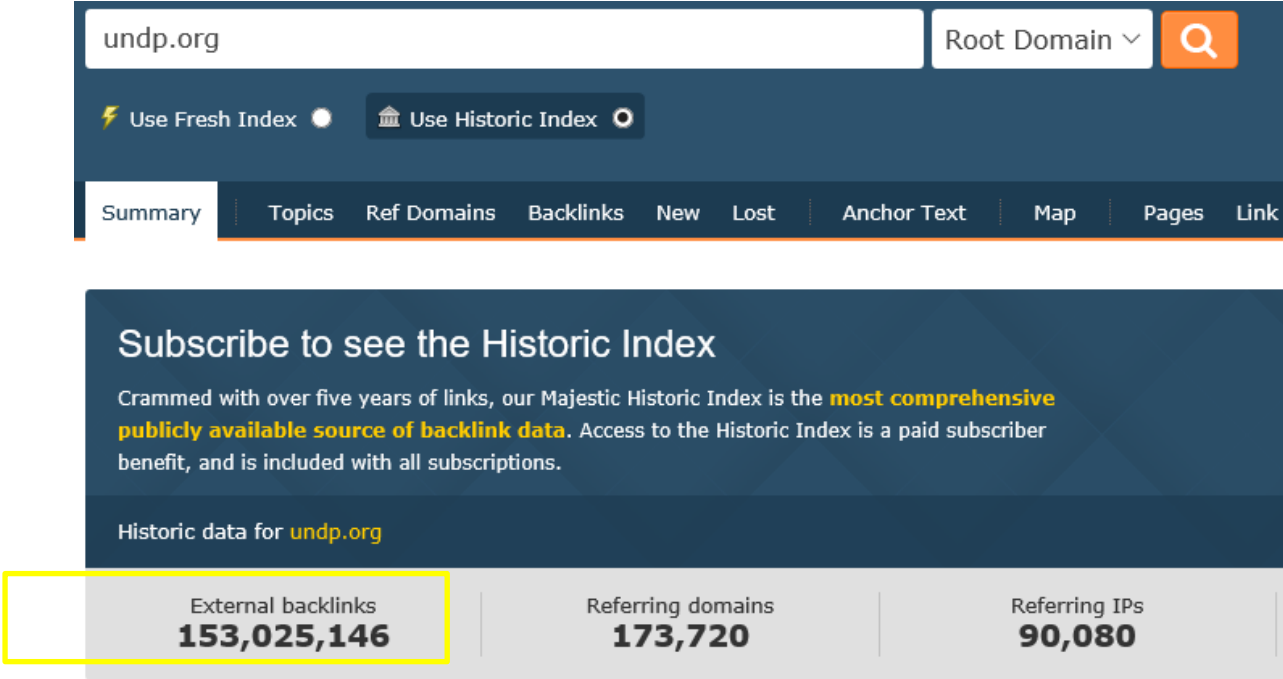 undp.org
Root Domain
Use Fresh Index
Use Historic Index
Summary
Topics
Ref Domains
Backlinks
New
Lost
Anchor Text
Map
Pages
Link
Subscribe to see the Historic Index
Crammed with over five years of links, our Majestic Historic Index is the most comprehensive
publicly available source of backlink data. Access to the Historic Index is a paid subscriber
benefit, and is included with all subscriptions.
Historic data for undp.org
External backlinks
153,025,146
Referring domains
173,720
Referring IPs
90,080